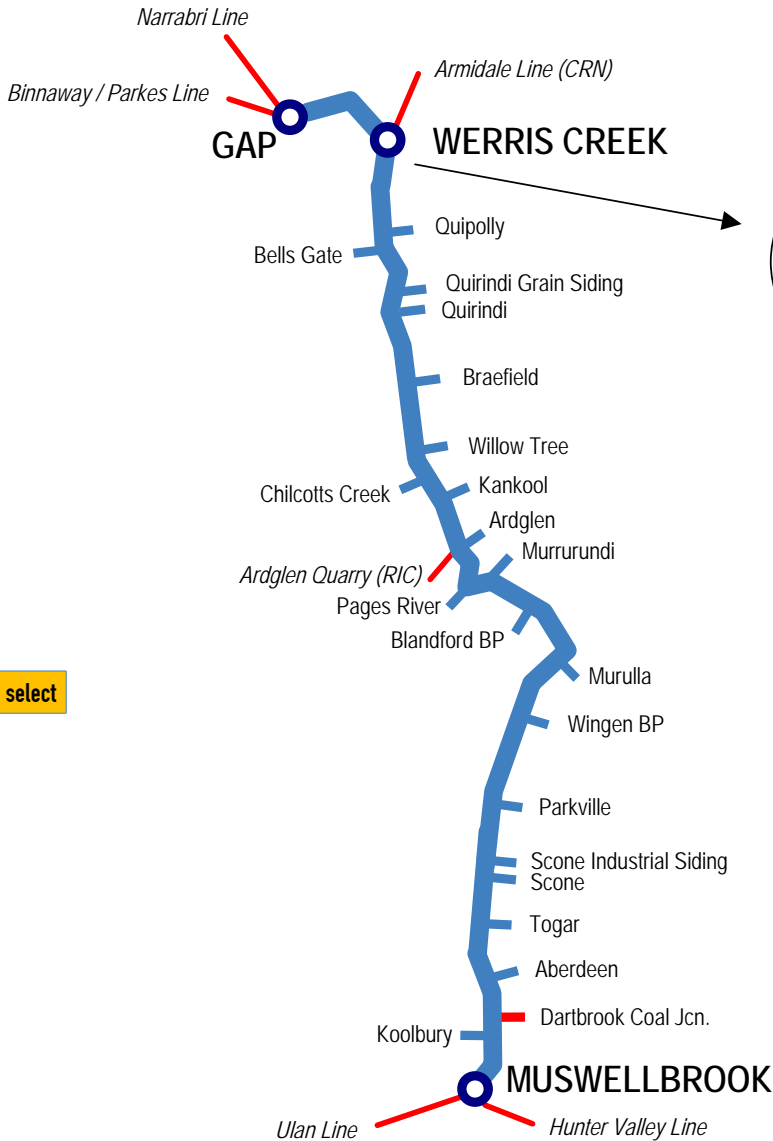 Narrabri Line
Armidale Line (CRN)
Binnaway / Parkes Line
GAP
WERRIS CREEK
Quipolly
Bells Gate
Quirindi Grain Siding
Quirindi
Braefield
Willow Tree
Kankool
Chilcotts Creek
Ardglen
Murrurundi
Ardglen Quarry (RIC)
Pages River
Blandford BP
Murulla
select
Wingen BP
Parkville
Scone Industrial Siding
Scone
Togar
Aberdeen
Dartbrook Coal Jcn.
Koolbury
MUSWELLBROOK
Ulan Line
Hunter Valley Line